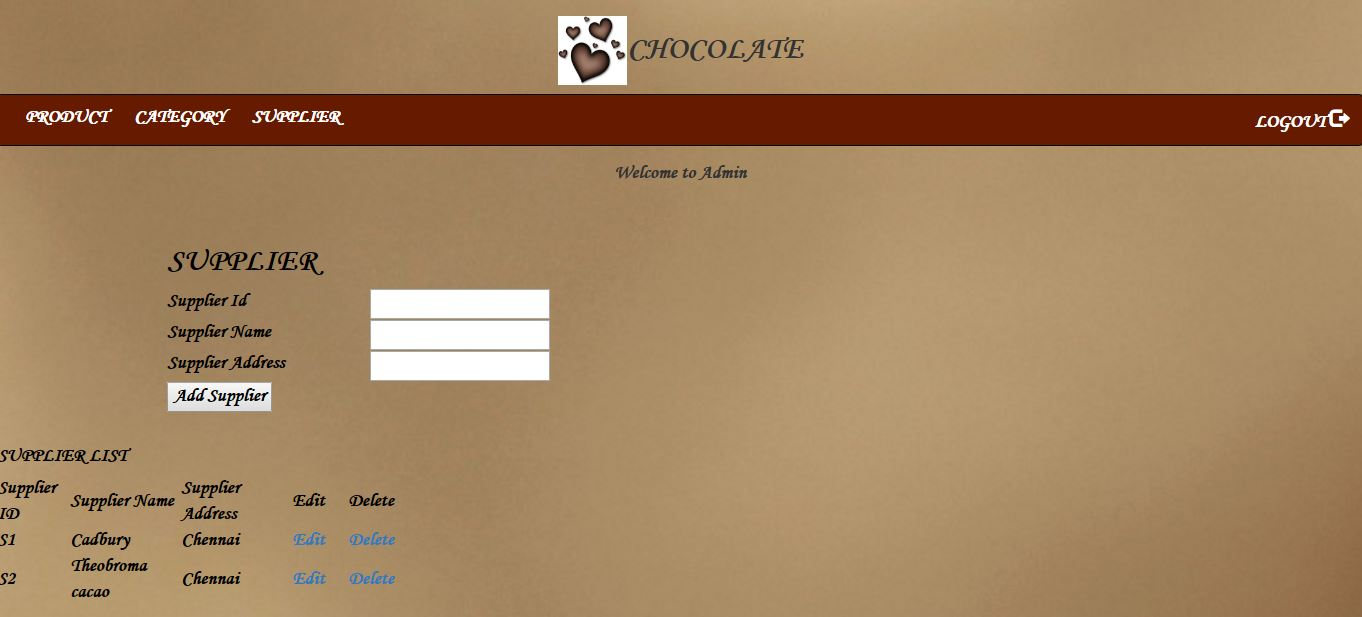 CHOCOLATE
PRODUCT CATEGORY SUPPLIER LOGOUT
Welcome to Admin
SUPPLIER
Supplier Id
Supplier Name
Supplier Address
Add Supplier
SUPPLIER LIST
Supplier ID Supplier Name Supplier Address Edit Delete
S1 Cadbury Chennai Edit Delete
S2 Theobroma cacao Chennai Edit Delete